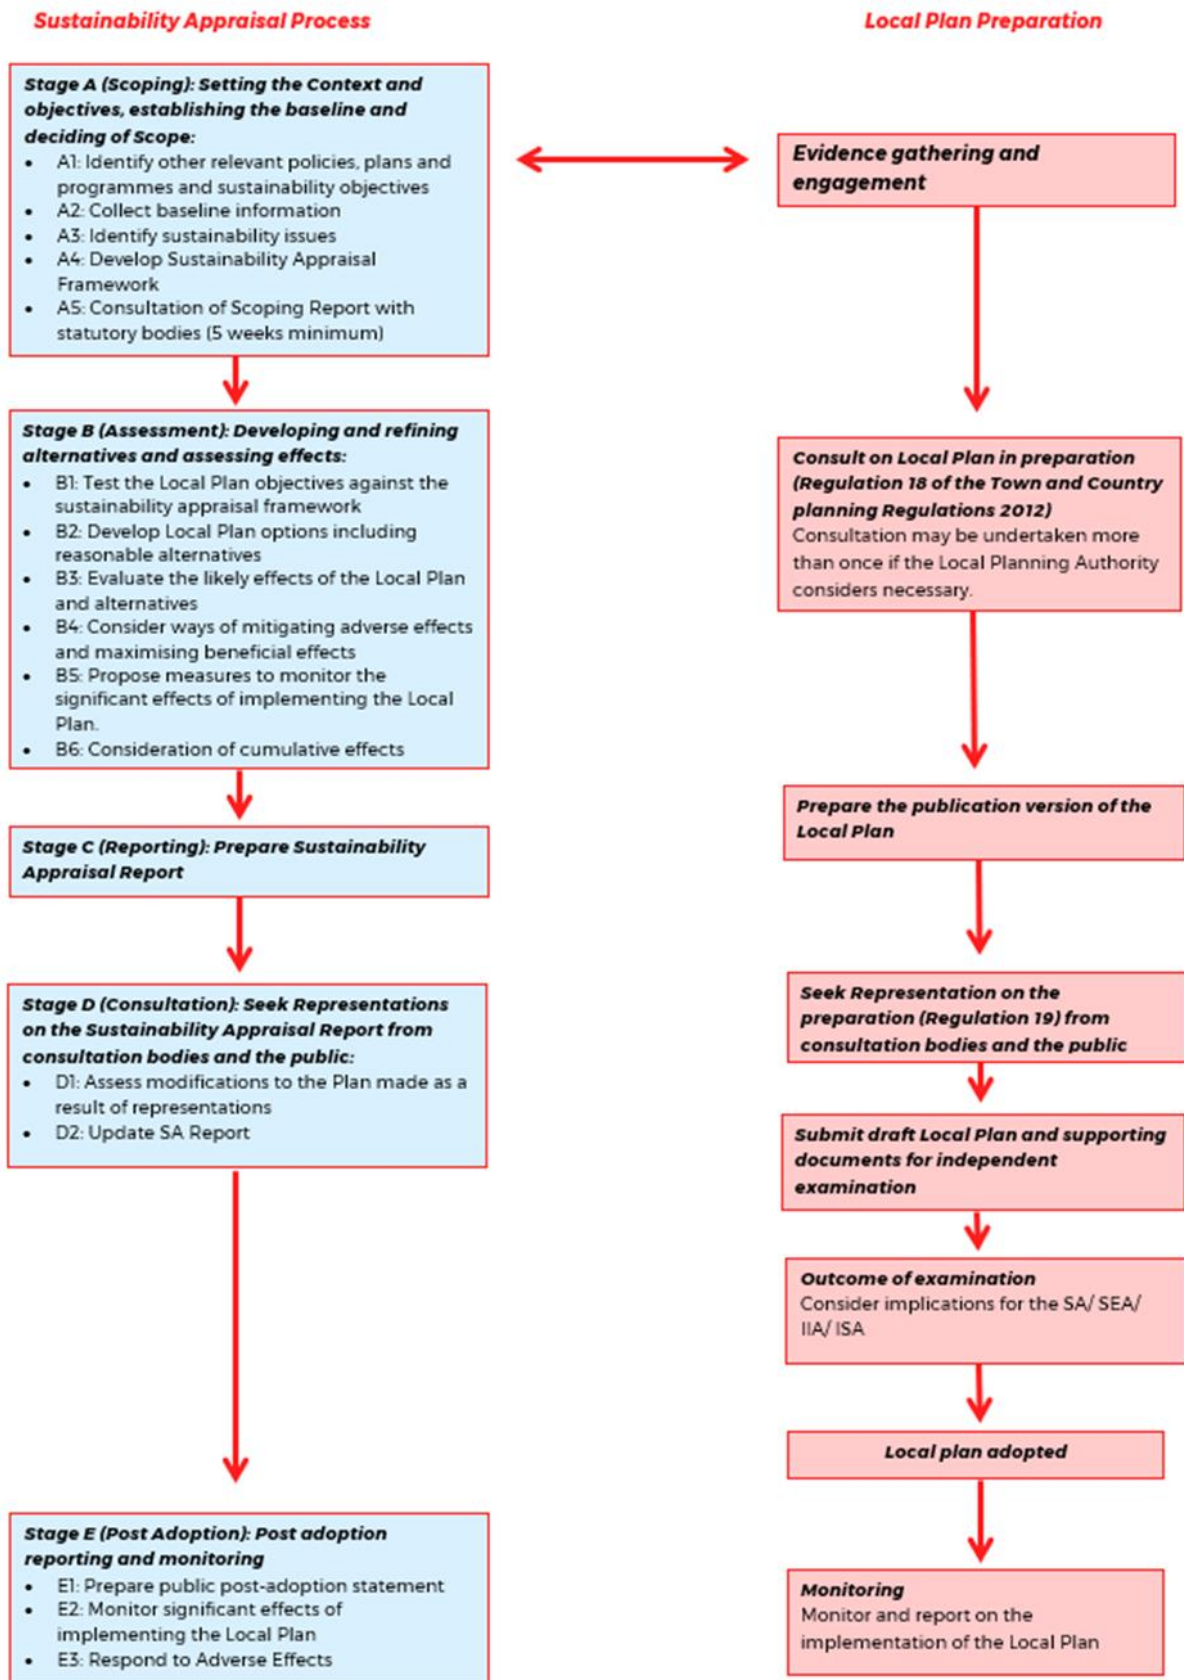 Sustainability Appraisal Process
Stage A (Scoping): Setting the Context and
objectives, establishing the baseline and
deciding of Scope:
• A1: Identify other relevant policies, plans and
programmes and sustainability objectives
• A2: Collect baseline information
• A3: Identify sustainability issues
• A4: Develop Sustainability Appraisal
Framework
• A5: Consultation of Scoping Report with
statutory bodies (5 weeks minimum)
Stage B (Assessment): Developing and refining
alternatives and assessing effects:
• B1: Test the Local Plan objectives against the
sustainability appraisal framework
• B2: Develop Local Plan options including
reasonable alternatives
• B3: Evaluate the likely effects of the Local Plan
and alternatives
• B4: Consider ways of mitigating adverse effects
and maximising beneficial effects
• B5: Propose measures to monitor the
significant effects of implementing the Local
Plan.
• B6: Consideration of cumulative effects
Stage C (Reporting): Prepare Sustainability
Appraisal Report
Stage D (Consultation): Seek Representations
on the Sustainability Appraisal Report from
consultation bodies and the public:
• D1: Assess modifications to the Plan made as a
result of representations
• D2: Update SA Report
Stage E (Post Adoption): Post adoption
reporting and monitoring
• E1: Prepare public post-adoption statement
• E2: Monitor significant effects of
implementing the Local Plan
• E3: Respond to Adverse Effects
Local Plan Preparation
Evidence gathering and
engagement
Consult on Local Plan in preparation
(Regulation 18 of the Town and Country
planning Regulations 2012)
Consultation may be undertaken more
than once if the Local Planning Authority
considers necessary.
Prepare the publication version of the
Local Plan
Seek Representation on the
preparation (Regulation 19) from
consultation bodies and the public
Submit draft Local Plan and supporting
documents for independent
examination
Outcome of examination
Consider implications for the SA/ SEA/
IIA/ ISA
Local plan adopted
Monitoring
Monitor and report on the
implementation of the Local Plan